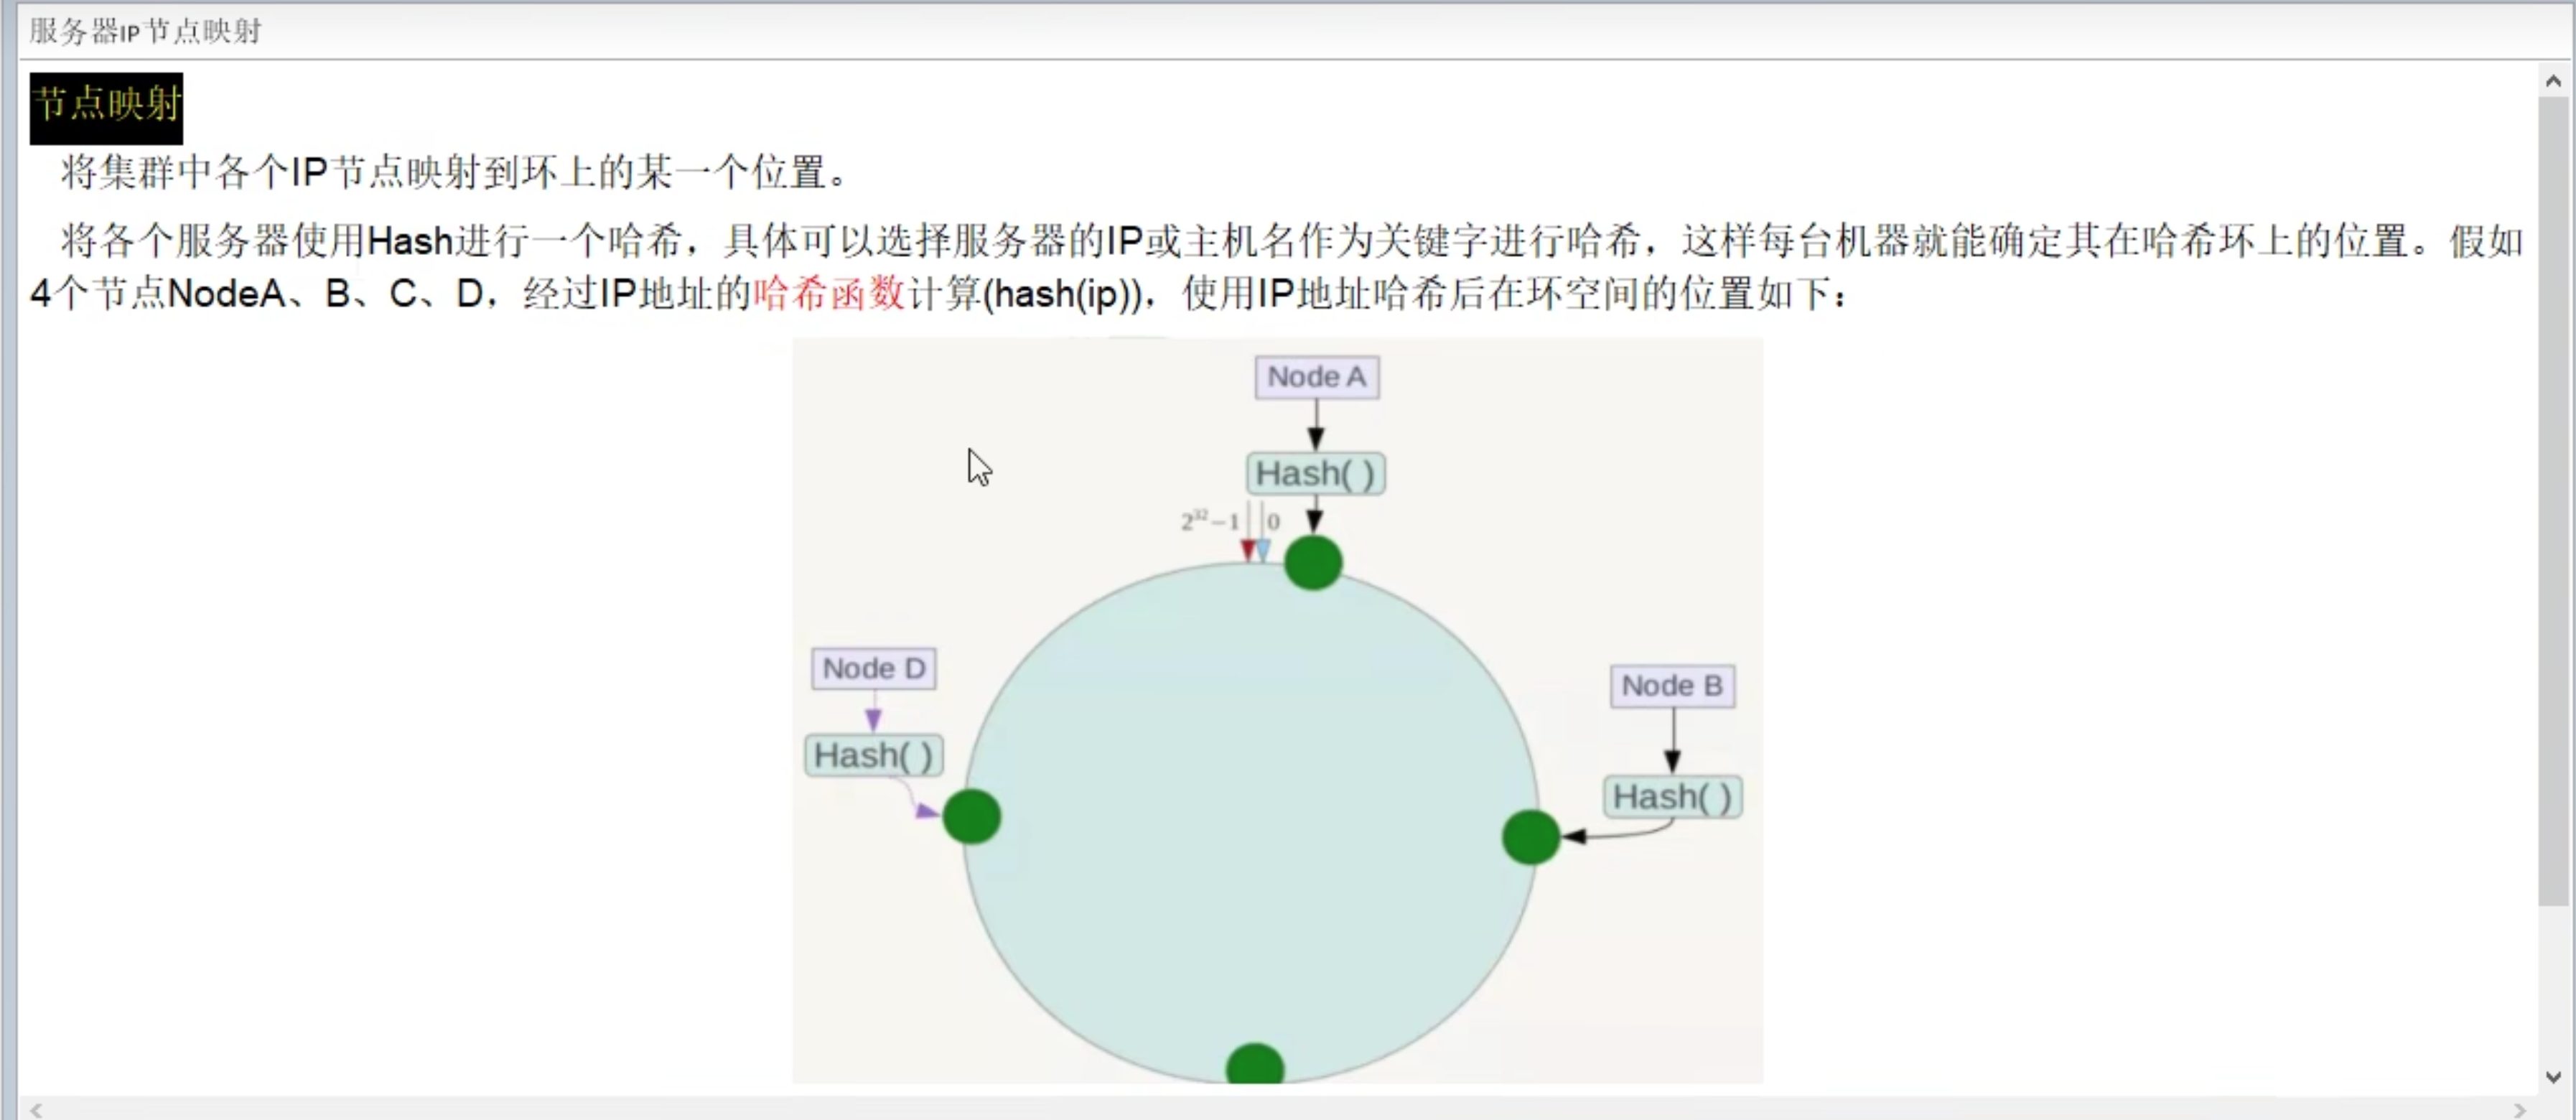 服务器IP节点映射
节点映射
将集群中各个IP节点映射到环上的某一个位置。
将各个服务器使用Hash进行一个哈希，具体可以选择服务器的IP或主机名作为关键字进行哈希，这样每台机器就能确定其在哈希环上的位置。假如
4个节点NodeA、B、C、D，经过IP地址的哈希函数计算(hash(ip))，使用IP地址哈希后在环空间的位置如下：
Node A
Hash( )
2³²−1 0
Node D
Hash( )
Node B
Hash( )